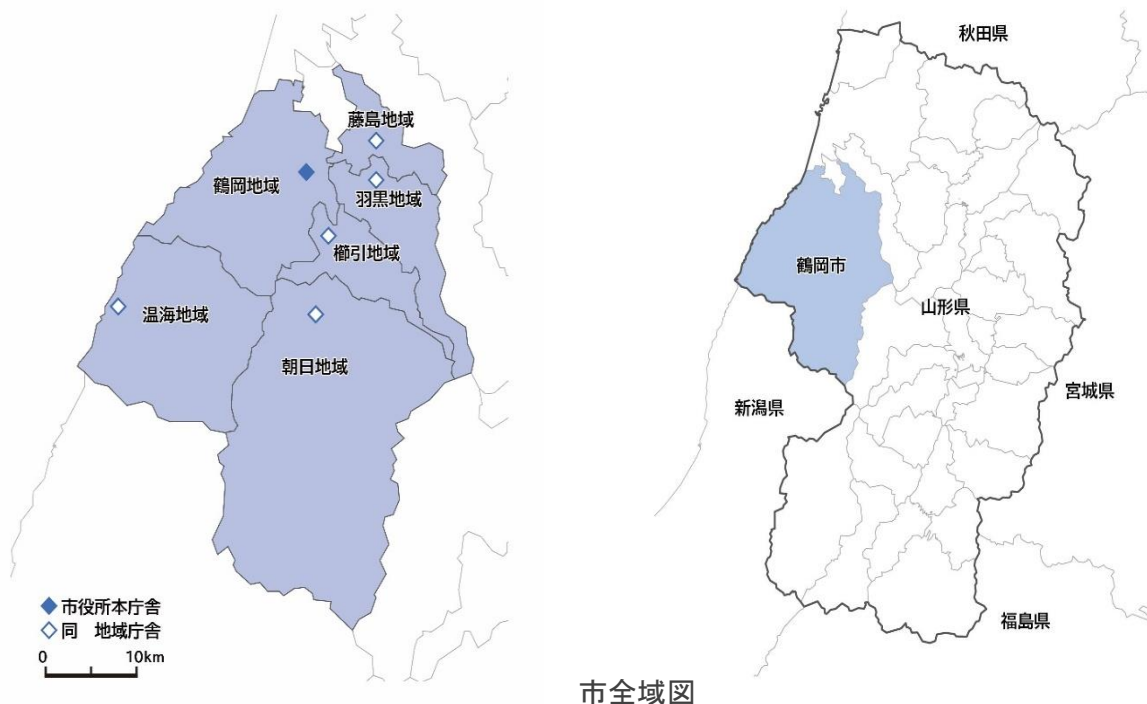 藤島地域
鶴岡地域
羽黒地域
櫛引地域
温海地域
朝日地域
市役所本庁舎
同 地域庁舎
0 10km
秋田県
鶴岡市
山形県
宮城県
新潟県
福島県
市全域図